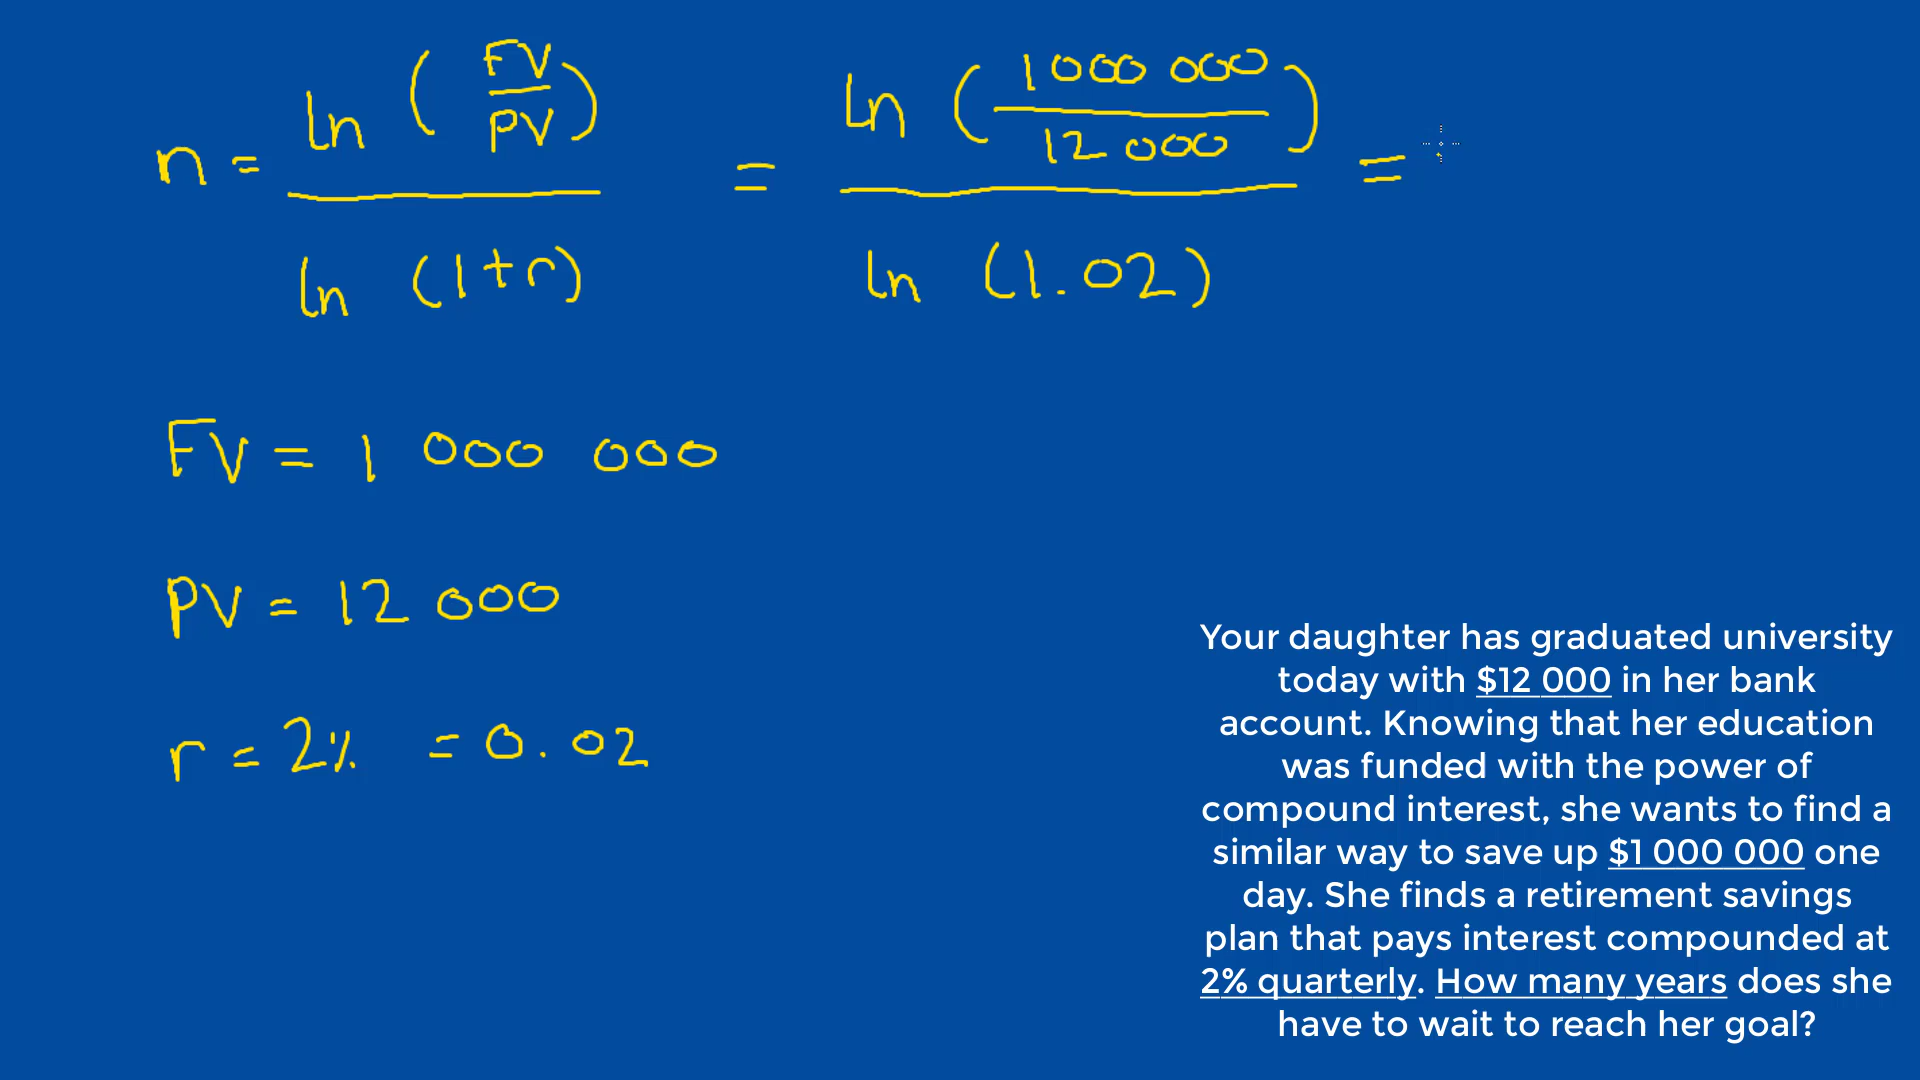 n = ln (FV/PV) / ln (1+r) = ln (1 000 000 / 12 000) / ln (1.02) =
FV = 1 000 000
PV = 12 000
r = 2% = 0.02
Your daughter has graduated university
today with $12 000 in her bank
account. Knowing that her education
was funded with the power of
compound interest, she wants to find a
similar way to save up $1 000 000 one
day. She finds a retirement savings
plan that pays interest compounded at
2% quarterly. How many years does she
have to wait to reach her goal?